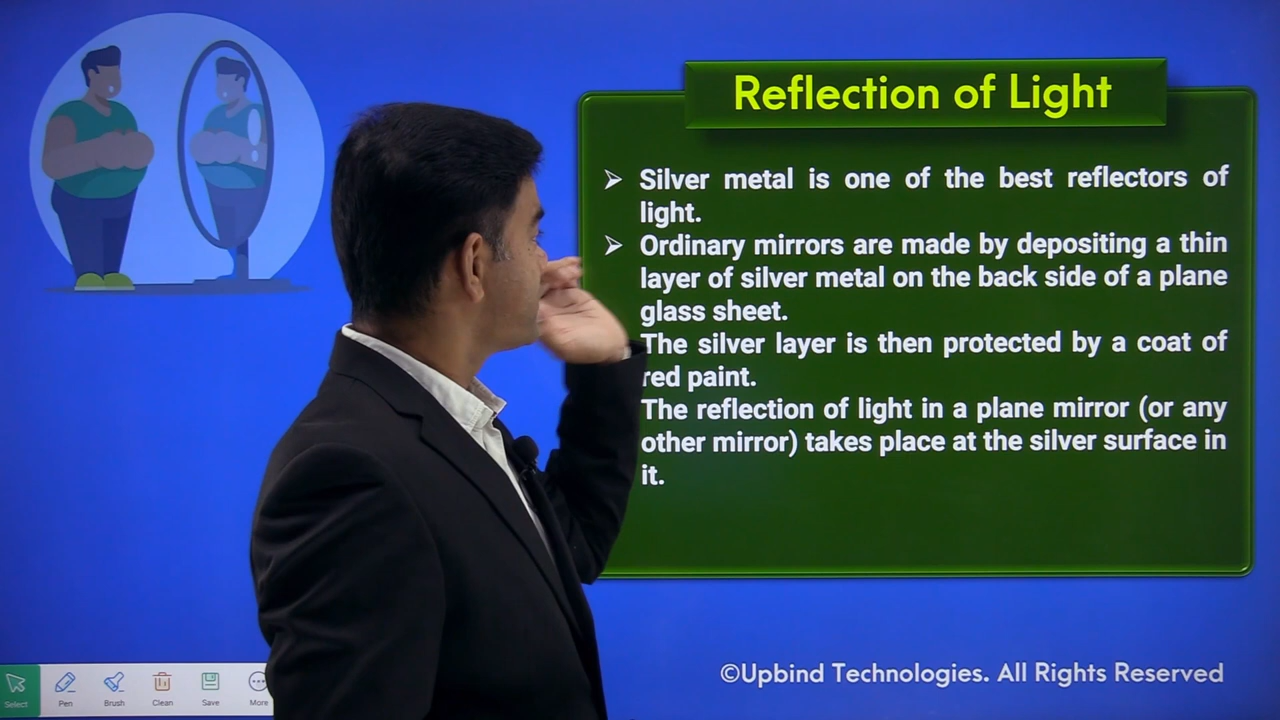 Reflection of Light
➢ Silver metal is one of the best reflectors of
light.
➢ Ordinary mirrors are made by depositing a thin
layer of silver metal on the back side of a plane
glass sheet.
The silver layer is then protected by a coat of
red paint.
The reflection of light in a plane mirror (or any
other mirror) takes place at the silver surface in
it.
©Upbind Technologies. All Rights Reserved
Select Pen Brush Clean Save More